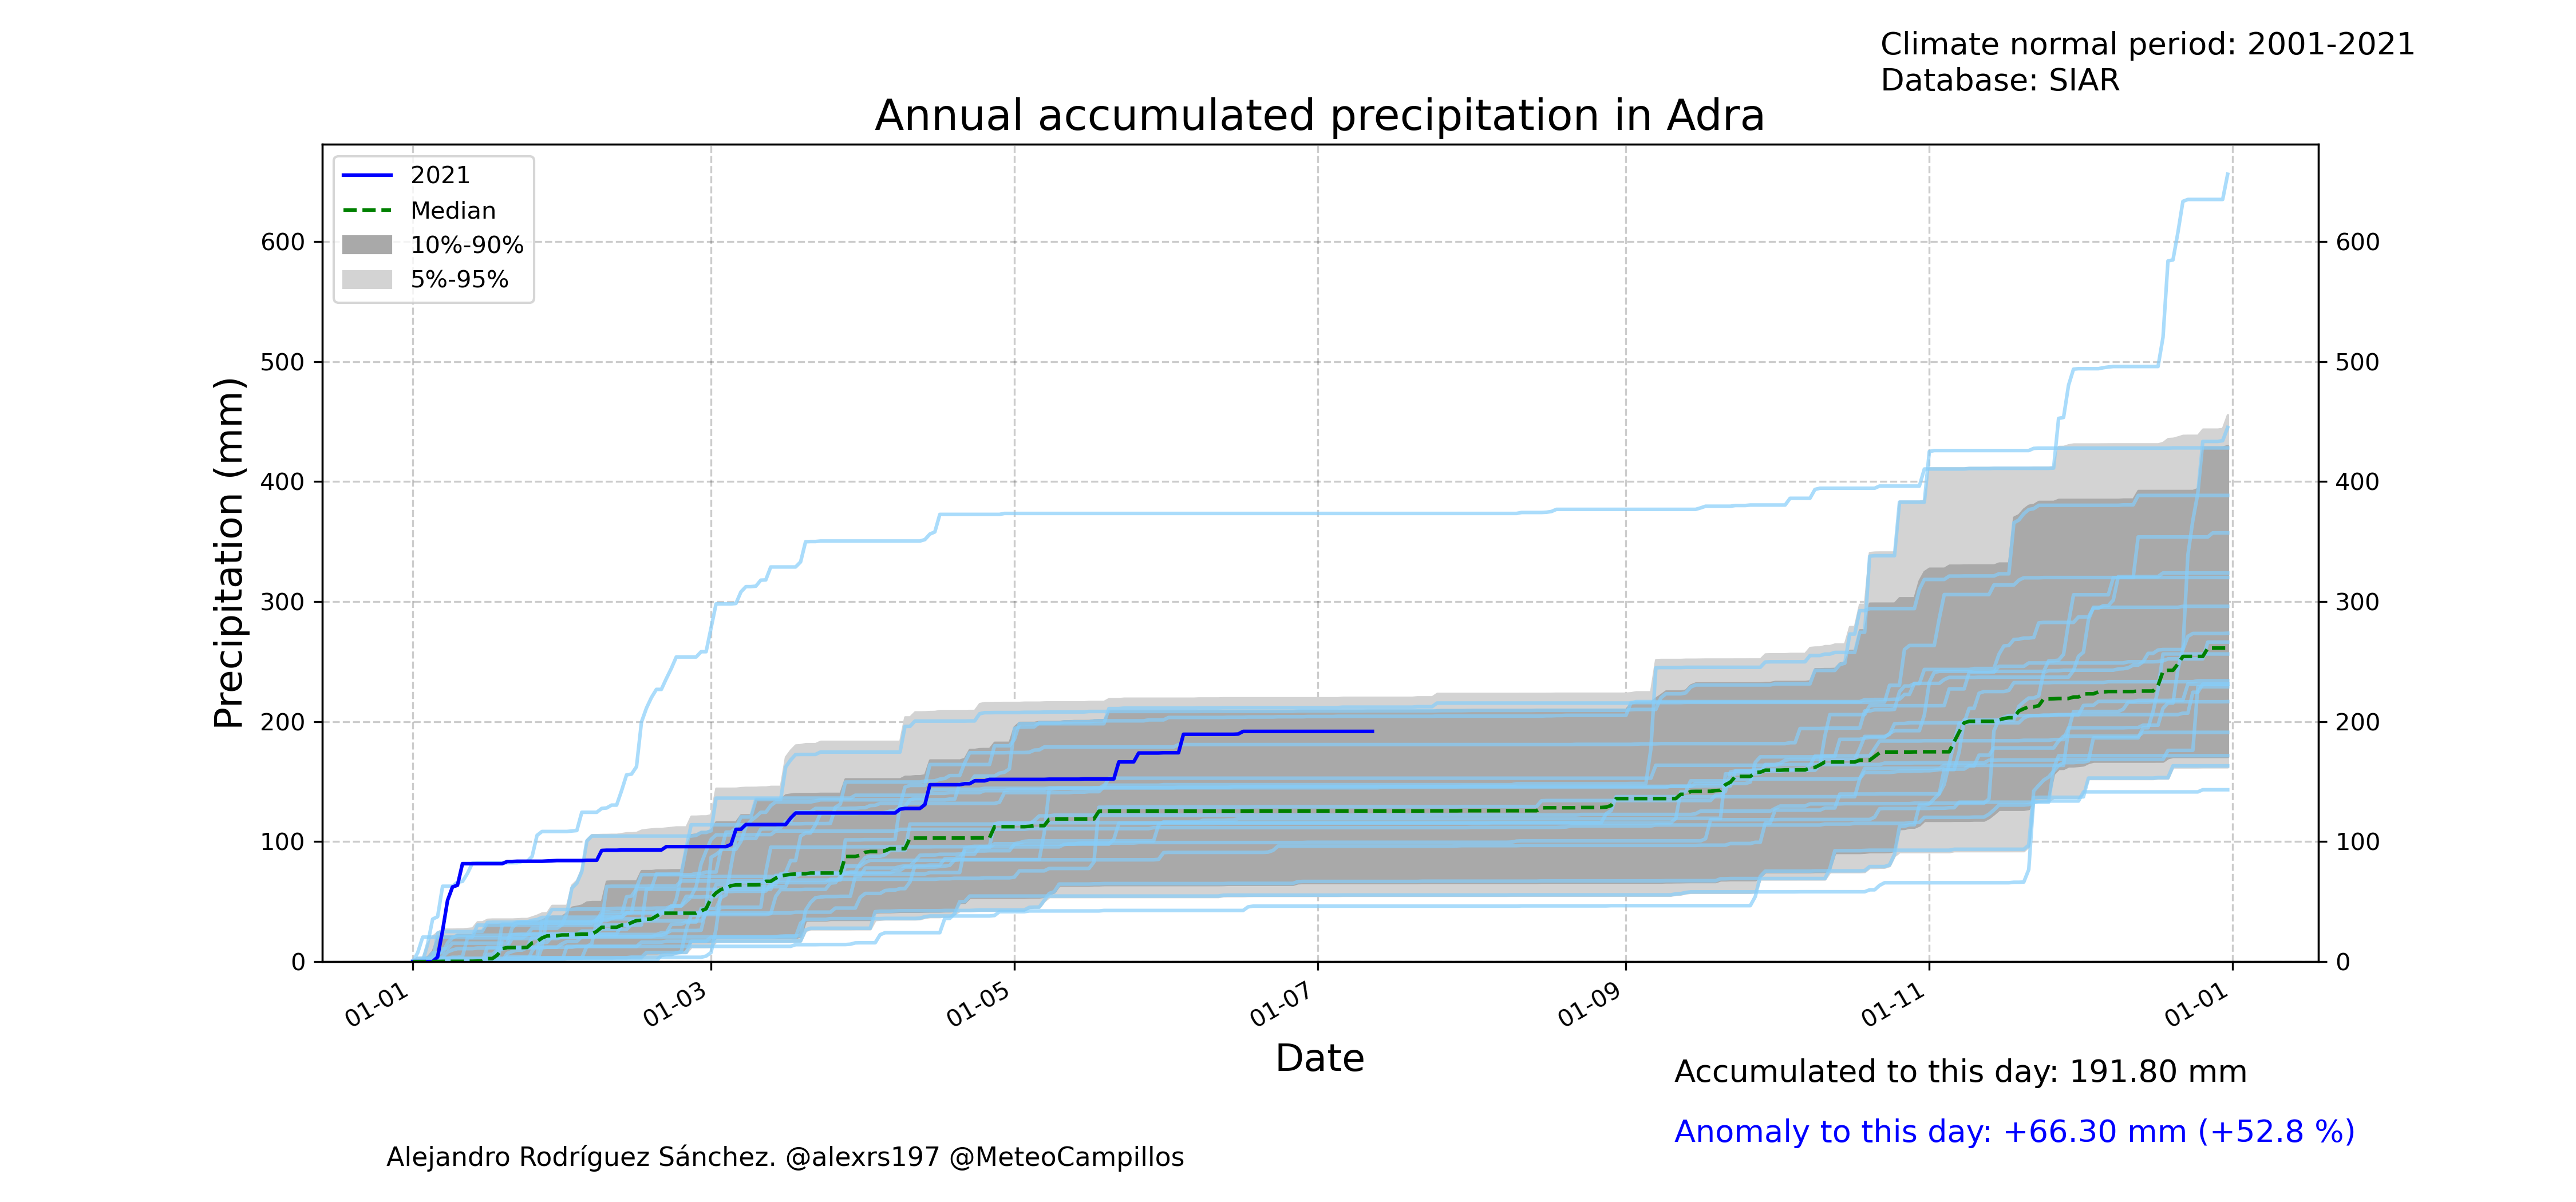 Climate normal period: 2001-2021
Database: SIAR
Annual accumulated precipitation in Adra
2021
Median
10%-90%
5%-95%
Precipitation (mm)
600
500
400
300
200
100
0
600
500
400
300
200
100
0
01-01
01-03
01-05
01-07
01-09
01-11
01-01
Date
Accumulated to this day: 191.80 mm
Anomaly to this day: +66.30 mm (+52.8 %)
Alejandro Rodríguez Sánchez. @alexrs197 @MeteoCampillos